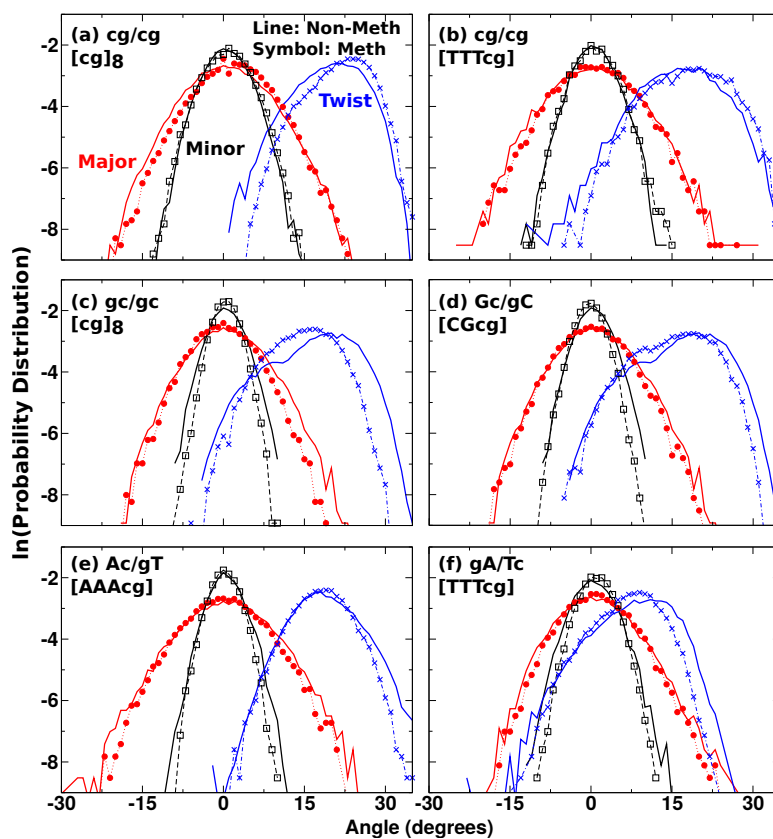 (a) cg/cg
[cg]8
Line: Non-Meth
Symbol: Meth
Major
Minor
Twist
(b) cg/cg
[TTTcg]
-2
-4
-6
-8
(c) gc/gc
[cg]8
(d) Gc/gC
[CGcg]
-2
-4
-6
-8
(e) Ac/gT
[AAAcg]
(f) gA/Tc
[TTTcg]
-2
-4
-6
-8
-30 -15 0 15 30
-15 0 15 30
ln(Probability Distribution)
Angle (degrees)